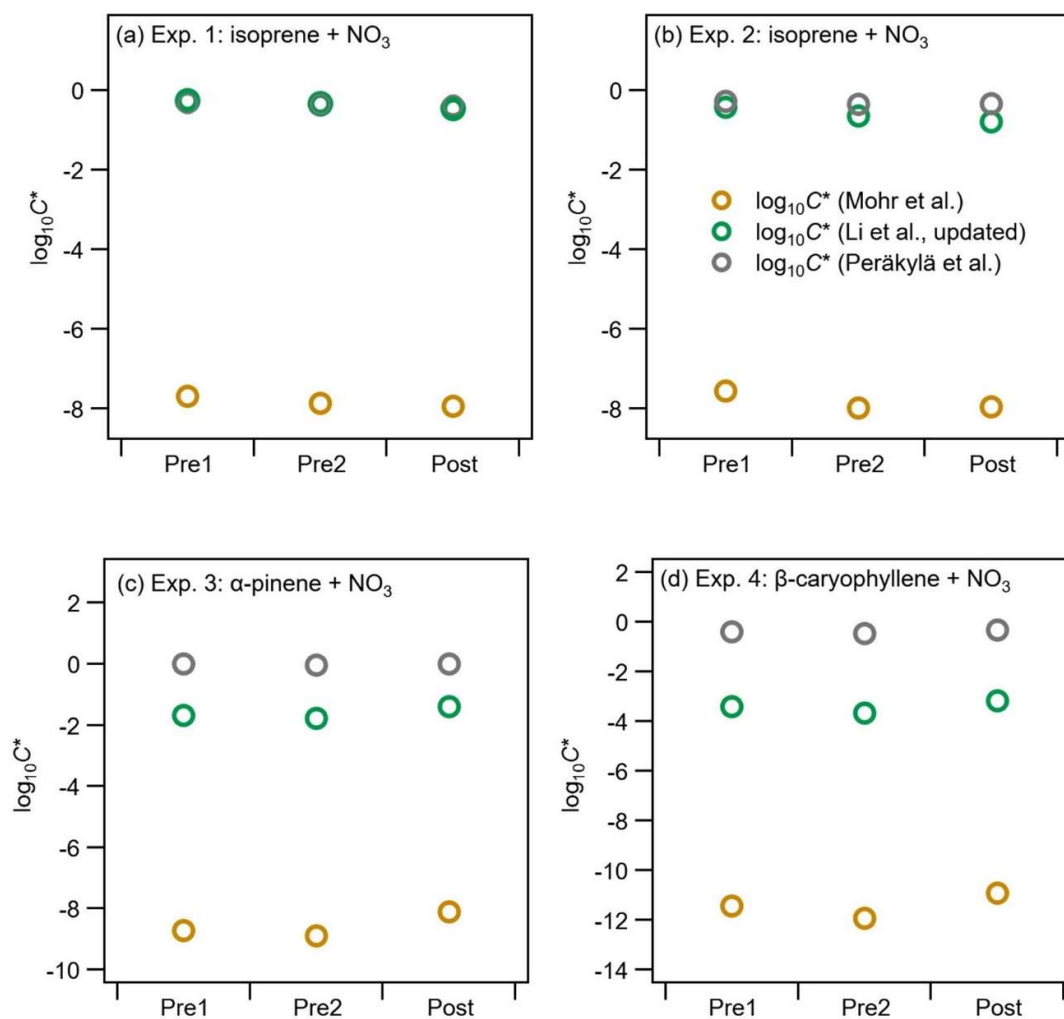 (a) Exp. 1: isoprene + NO₃
0
-2
-4
-6
-8
log₁₀C*
Pre1 Pre2 Post
(b) Exp. 2: isoprene + NO₃
0
-2
-4
-6
-8
log₁₀C*
log₁₀C* (Mohr et al.)
log₁₀C* (Li et al., updated)
log₁₀C* (Peräkylä et al.)
Pre1 Pre2 Post
(c) Exp. 3: α-pinene + NO₃
2
0
-2
-4
-6
-8
-10
log₁₀C*
Pre1 Pre2 Post
(d) Exp. 4: β-caryophyllene + NO₃
2
0
-2
-4
-6
-8
-10
-12
-14
log₁₀C*
Pre1 Pre2 Post